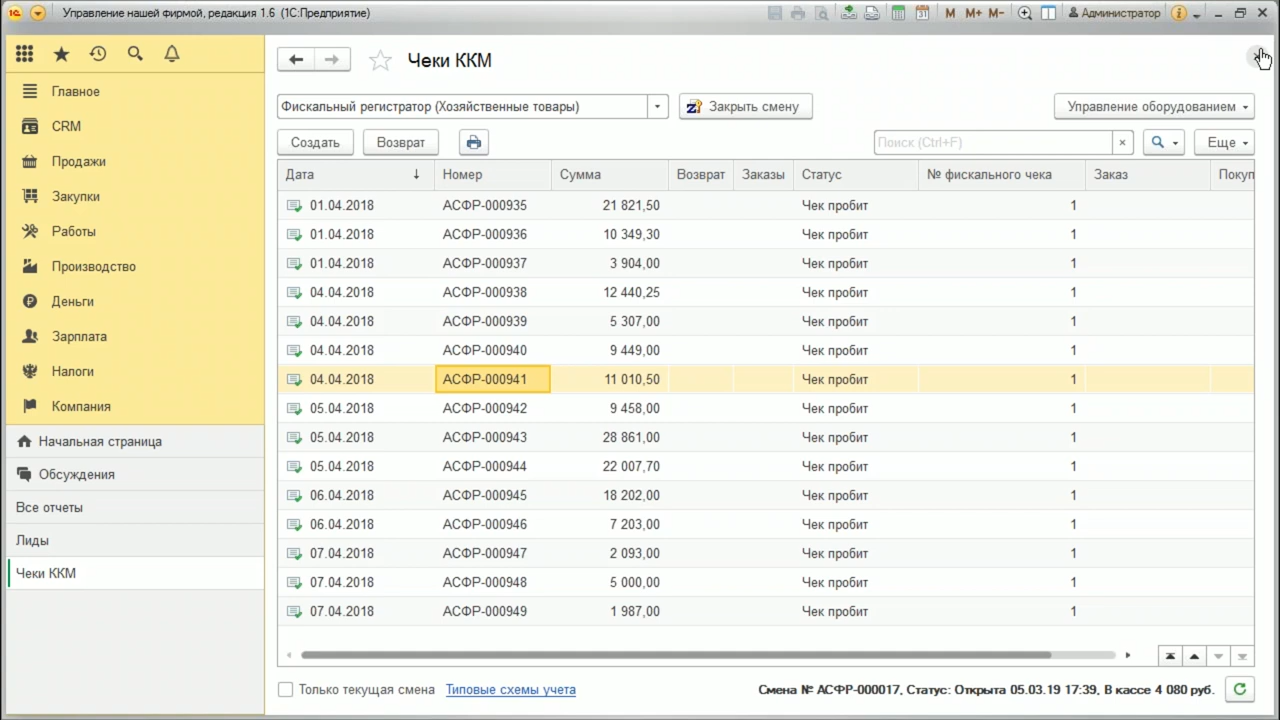 Управление нашей фирмой, редакция 1.6 (1С:Предприятие)
M M+ M- Администратор
Главное
CRM
Продажи
Закупки
Работы
Производство
Деньги
Зарплата
Налоги
Компания
Начальная страница
Обсуждения
Все отчеты
Лиды
Чеки ККМ
Чеки ККМ
Фискальный регистратор (Хозяйственные товары) Закрыть смену Управление оборудованием
Создать Возврат Поиск (Ctrl+F) × Еще
Дата ↓ Номер Сумма Возврат Заказы Статус № фискального чека Заказ Покуп
01.04.2018 АСФР-000935 21 821,50 Чек пробит 1
01.04.2018 АСФР-000936 10 349,30 Чек пробит 1
01.04.2018 АСФР-000937 3 904,00 Чек пробит 1
04.04.2018 АСФР-000938 12 440,25 Чек пробит 1
04.04.2018 АСФР-000939 5 307,00 Чек пробит 1
04.04.2018 АСФР-000940 9 449,00 Чек пробит 1
04.04.2018 АСФР-000941 11 010,50 Чек пробит 1
05.04.2018 АСФР-000942 9 458,00 Чек пробит 1
05.04.2018 АСФР-000943 28 861,00 Чек пробит 1
05.04.2018 АСФР-000944 22 007,70 Чек пробит 1
06.04.2018 АСФР-000945 18 202,00 Чек пробит 1
06.04.2018 АСФР-000946 7 203,00 Чек пробит 1
07.04.2018 АСФР-000947 2 093,00 Чек пробит 1
07.04.2018 АСФР-000948 5 000,00 Чек пробит 1
07.04.2018 АСФР-000949 1 987,00 Чек пробит 1
Только текущая смена Типовые схемы учета Смена № АСФР-000017, Статус: Открыта 05.03.19 17:39, В кассе 4 080 руб.